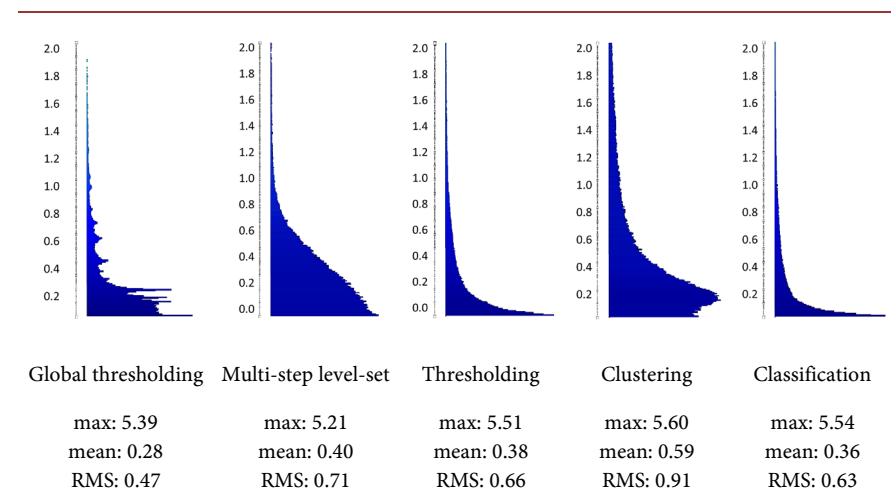 2.0 2.0 2.0 2.0 2.0
1.8 1.8 1.8 1.8 1.8
1.6 1.6 1.6 1.6 1.6
1.4 1.4 1.4 1.4 1.4
1.2 1.2 1.2 1.2 1.2
1.0 1.0 1.0 1.0 1.0
0.8 0.8 0.8 0.8 0.8
0.6 0.6 0.6 0.6 0.6
0.4 0.4 0.4 0.4 0.4
0.2 0.2 0.2 0.2 0.2
0.0 0.0
Global thresholding Multi-step level-set Thresholding Clustering Classification
max: 5.39 max: 5.21 max: 5.51 max: 5.60 max: 5.54
mean: 0.28 mean: 0.40 mean: 0.38 mean: 0.59 mean: 0.36
RMS: 0.47 RMS: 0.71 RMS: 0.66 RMS: 0.91 RMS: 0.63